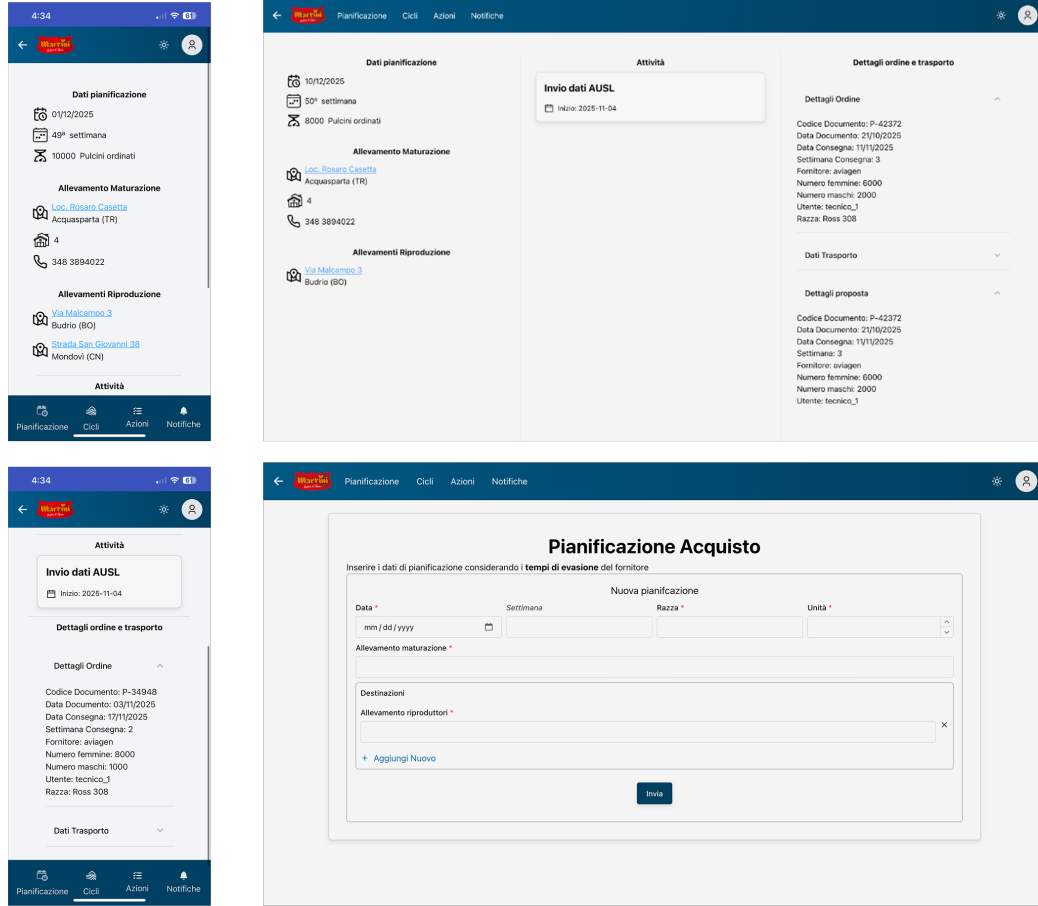 4:34
61
Martini
Dati pianificazione
01/12/2025
49ª settimana
10000 Pulcini ordinati
Allevamento Maturazione
Loc. Rosaro Casetta
Acquasparta (TR)
4
348 3894022
Allevamenti Riproduzione
Via Malcampo 3
Budrio (BO)
Strada San Giovanni 38
Mondovì (CN)
Attività
Pianificazione Cicli Azioni Notifiche
Martini Pianificazione Cicli Azioni Notifiche
Dati pianificazione
10/12/2025
50ª settimana
8000 Pulcini ordinati
Allevamento Maturazione
Loc. Rosaro Casetta
Acquasparta (TR)
4
348 3894022
Allevamenti Riproduzione
Via Malcampo 3
Budrio (BO)
Attività
Invio dati AUSL
Inizio: 2025-11-04
Dettagli ordine e trasporto
Dettagli Ordine
Codice Documento: P-42372
Data Documento: 21/10/2025
Data Consegna: 11/11/2025
Settimana Consegna: 3
Fornitore: aviagen
Numero femmine: 6000
Numero maschi: 2000
Utente: tecnico_1
Razza: Ross 308
Dati Trasporto
Dettagli proposta
Codice Documento: P-42372
Data Documento: 21/10/2025
Data Consegna: 11/11/2025
Settimana: 3
Fornitore: aviagen
Numero femmine: 6000
Numero maschi: 2000
Utente: tecnico_1
4:34
61
Martini
Attività
Invio dati AUSL
Inizio: 2025-11-04
Dettagli ordine e trasporto
Dettagli Ordine
Codice Documento: P-34948
Data Documento: 03/11/2025
Data Consegna: 17/11/2025
Settimana Consegna: 2
Fornitore: aviagen
Numero femmine: 8000
Numero maschi: 1000
Utente: tecnico_1
Razza: Ross 308
Dati Trasporto
Pianificazione Cicli Azioni Notifiche
Martini Pianificazione Cicli Azioni Notifiche
Pianificazione Acquisto
Inserire i dati di pianificazione considerando i tempi di evasione del fornitore
Nuova pianifcazione
Data * Settimana Razza * Unità *
mm/dd/yyyy
Allevamento maturazione *
Destinazioni
Allevamento riproduttori *
+ Aggiungi Nuovo
Invia